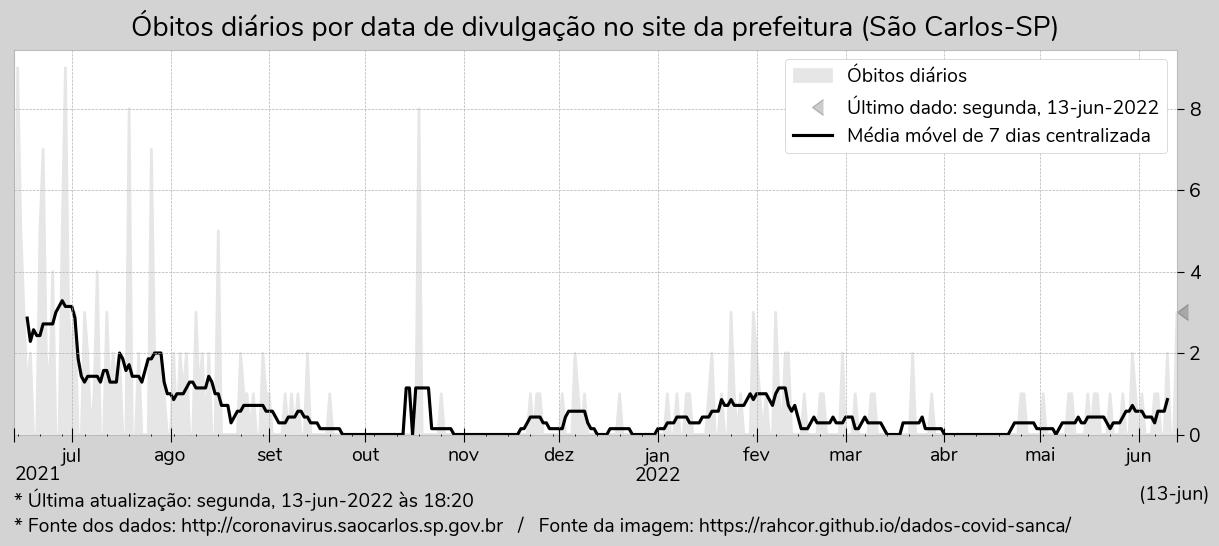 Óbitos diários por data de divulgação no site da prefeitura (São Carlos-SP)
Óbitos diários
Último dado: segunda, 13-jun-2022
Média móvel de 7 dias centralizada
8
6
4
2
0
jul ago set out nov dez jan fev mar abr mai jun
2021 2022
(13-jun)
* Última atualização: segunda, 13-jun-2022 às 18:20
* Fonte dos dados: http://coronavirus.saocarlos.sp.gov.br / Fonte da imagem: https://rahcor.github.io/dados-covid-sanca/